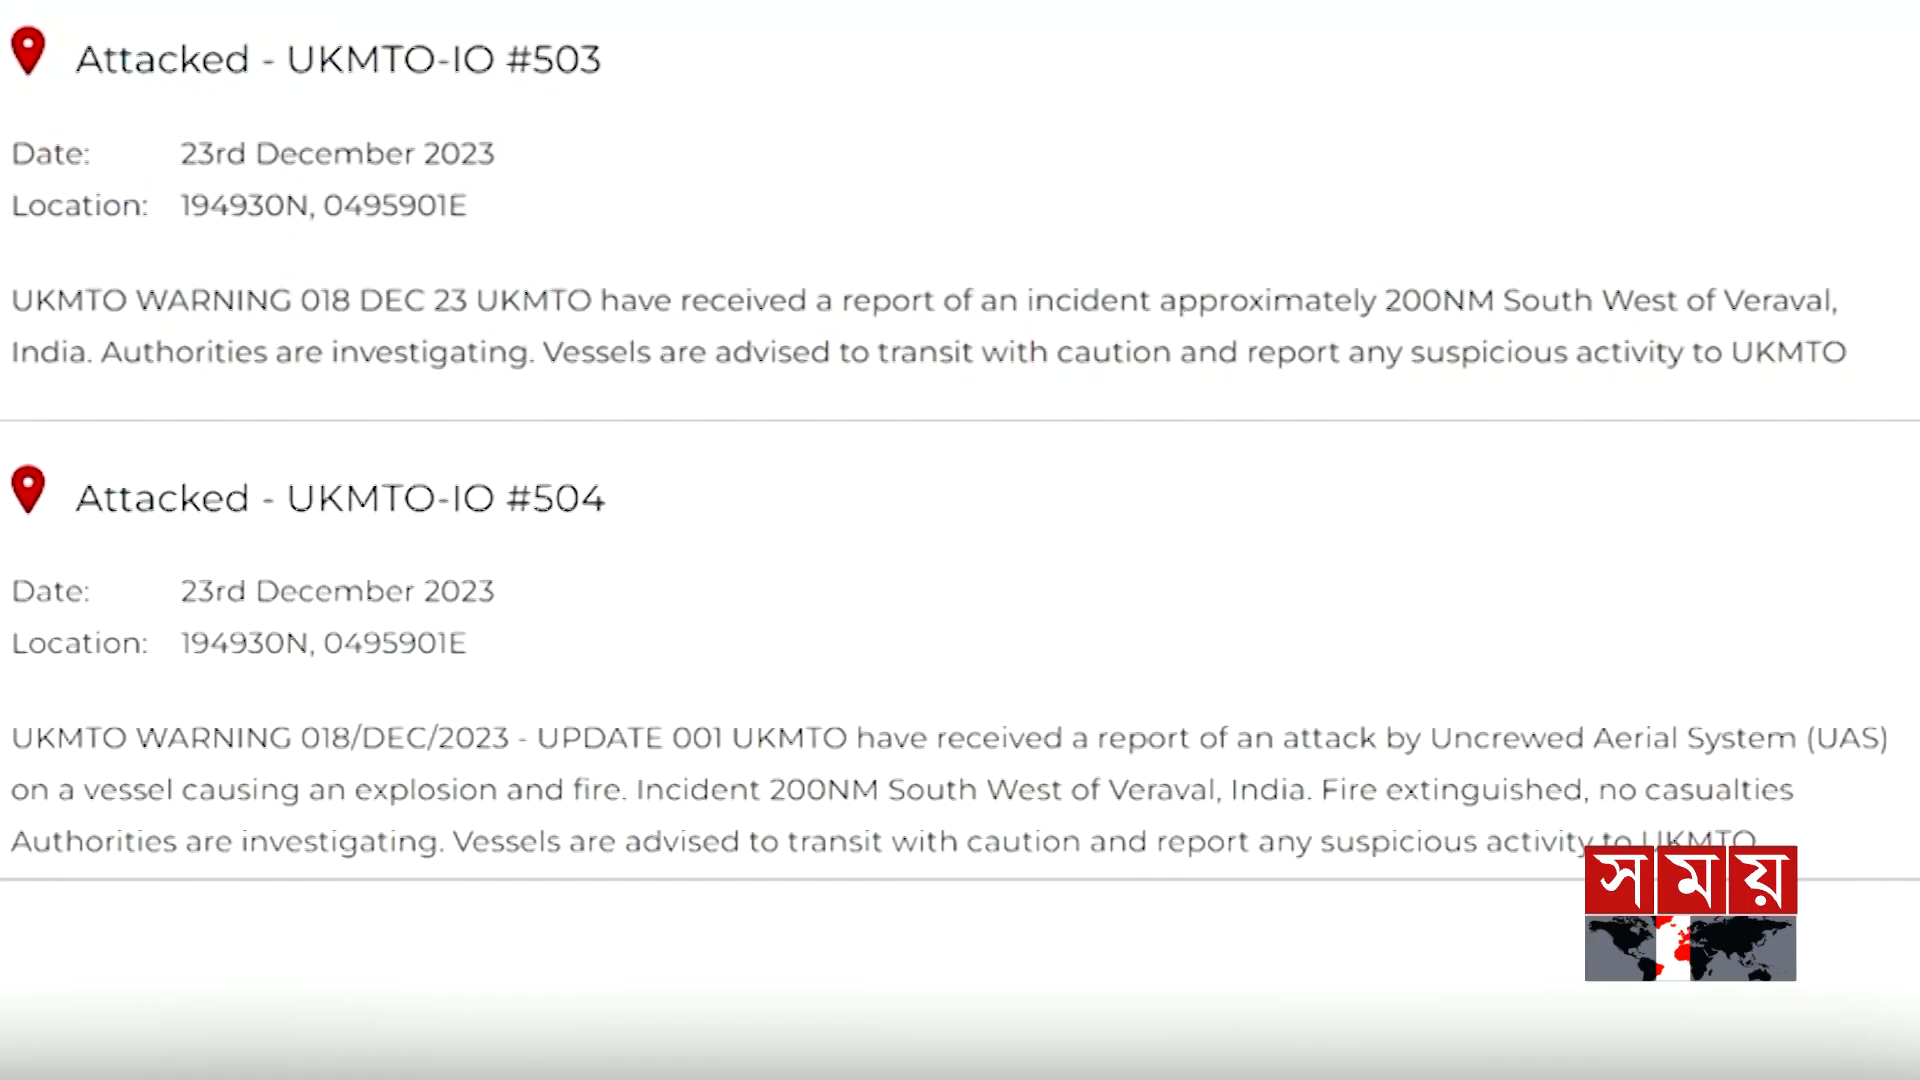 Attacked - UKMTO-IO #503
Date: 23rd December 2023
Location: 194930N, 0495901E
UKMTO WARNING 018 DEC 23 UKMTO have received a report of an incident approximately 200NM South West of Veraval,
India. Authorities are investigating. Vessels are advised to transit with caution and report any suspicious activity to UKMTO
Attacked - UKMTO-IO #504
Date: 23rd December 2023
Location: 194930N, 0495901E
UKMTO WARNING 018/DEC/2023 - UPDATE 001 UKMTO have received a report of an attack by Uncrewed Aerial System (UAS)
on a vessel causing an explosion and fire. Incident 200NM South West of Veraval, India. Fire extinguished, no casualties
Authorities are investigating. Vessels are advised to transit with caution and report any suspicious activity to UKMTO
সময়